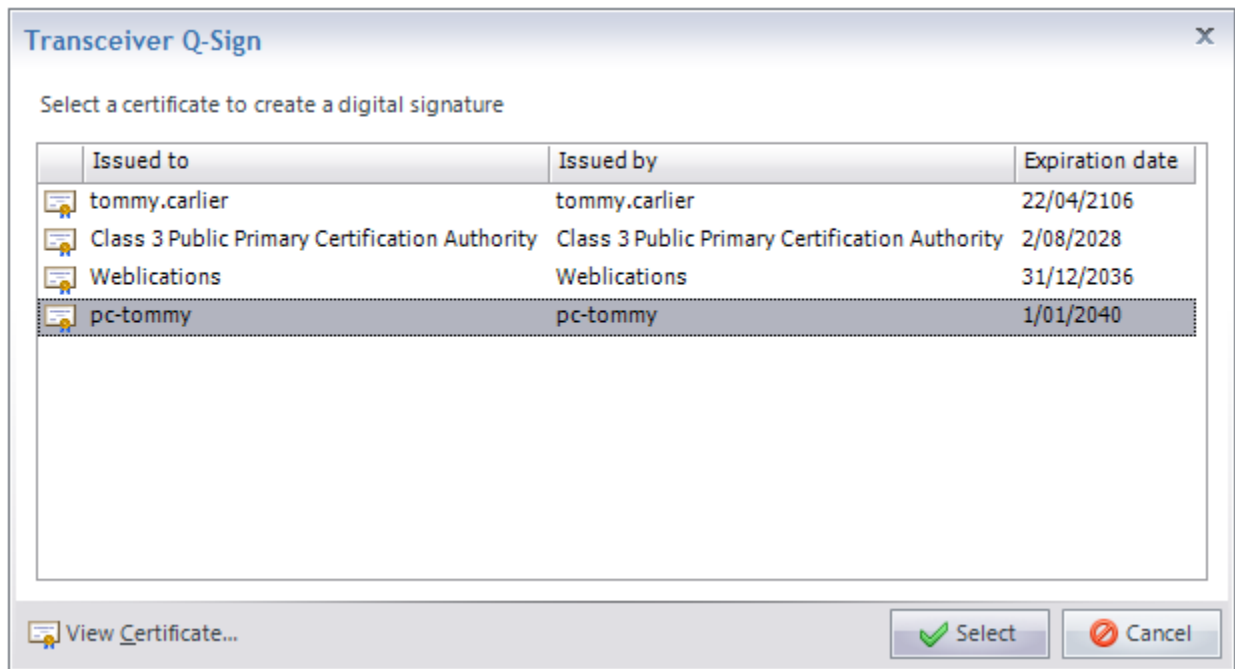 Transceiver Q-Sign x
Select a certificate to create a digital signature
Issued to Issued by Expiration date
tommy.carlier tommy.carlier 22/04/2106
Class 3 Public Primary Certification Authority Class 3 Public Primary Certification Authority 2/08/2028
Weblications Weblications 31/12/2036
pc-tommy pc-tommy 1/01/2040
View Certificate... Select Cancel